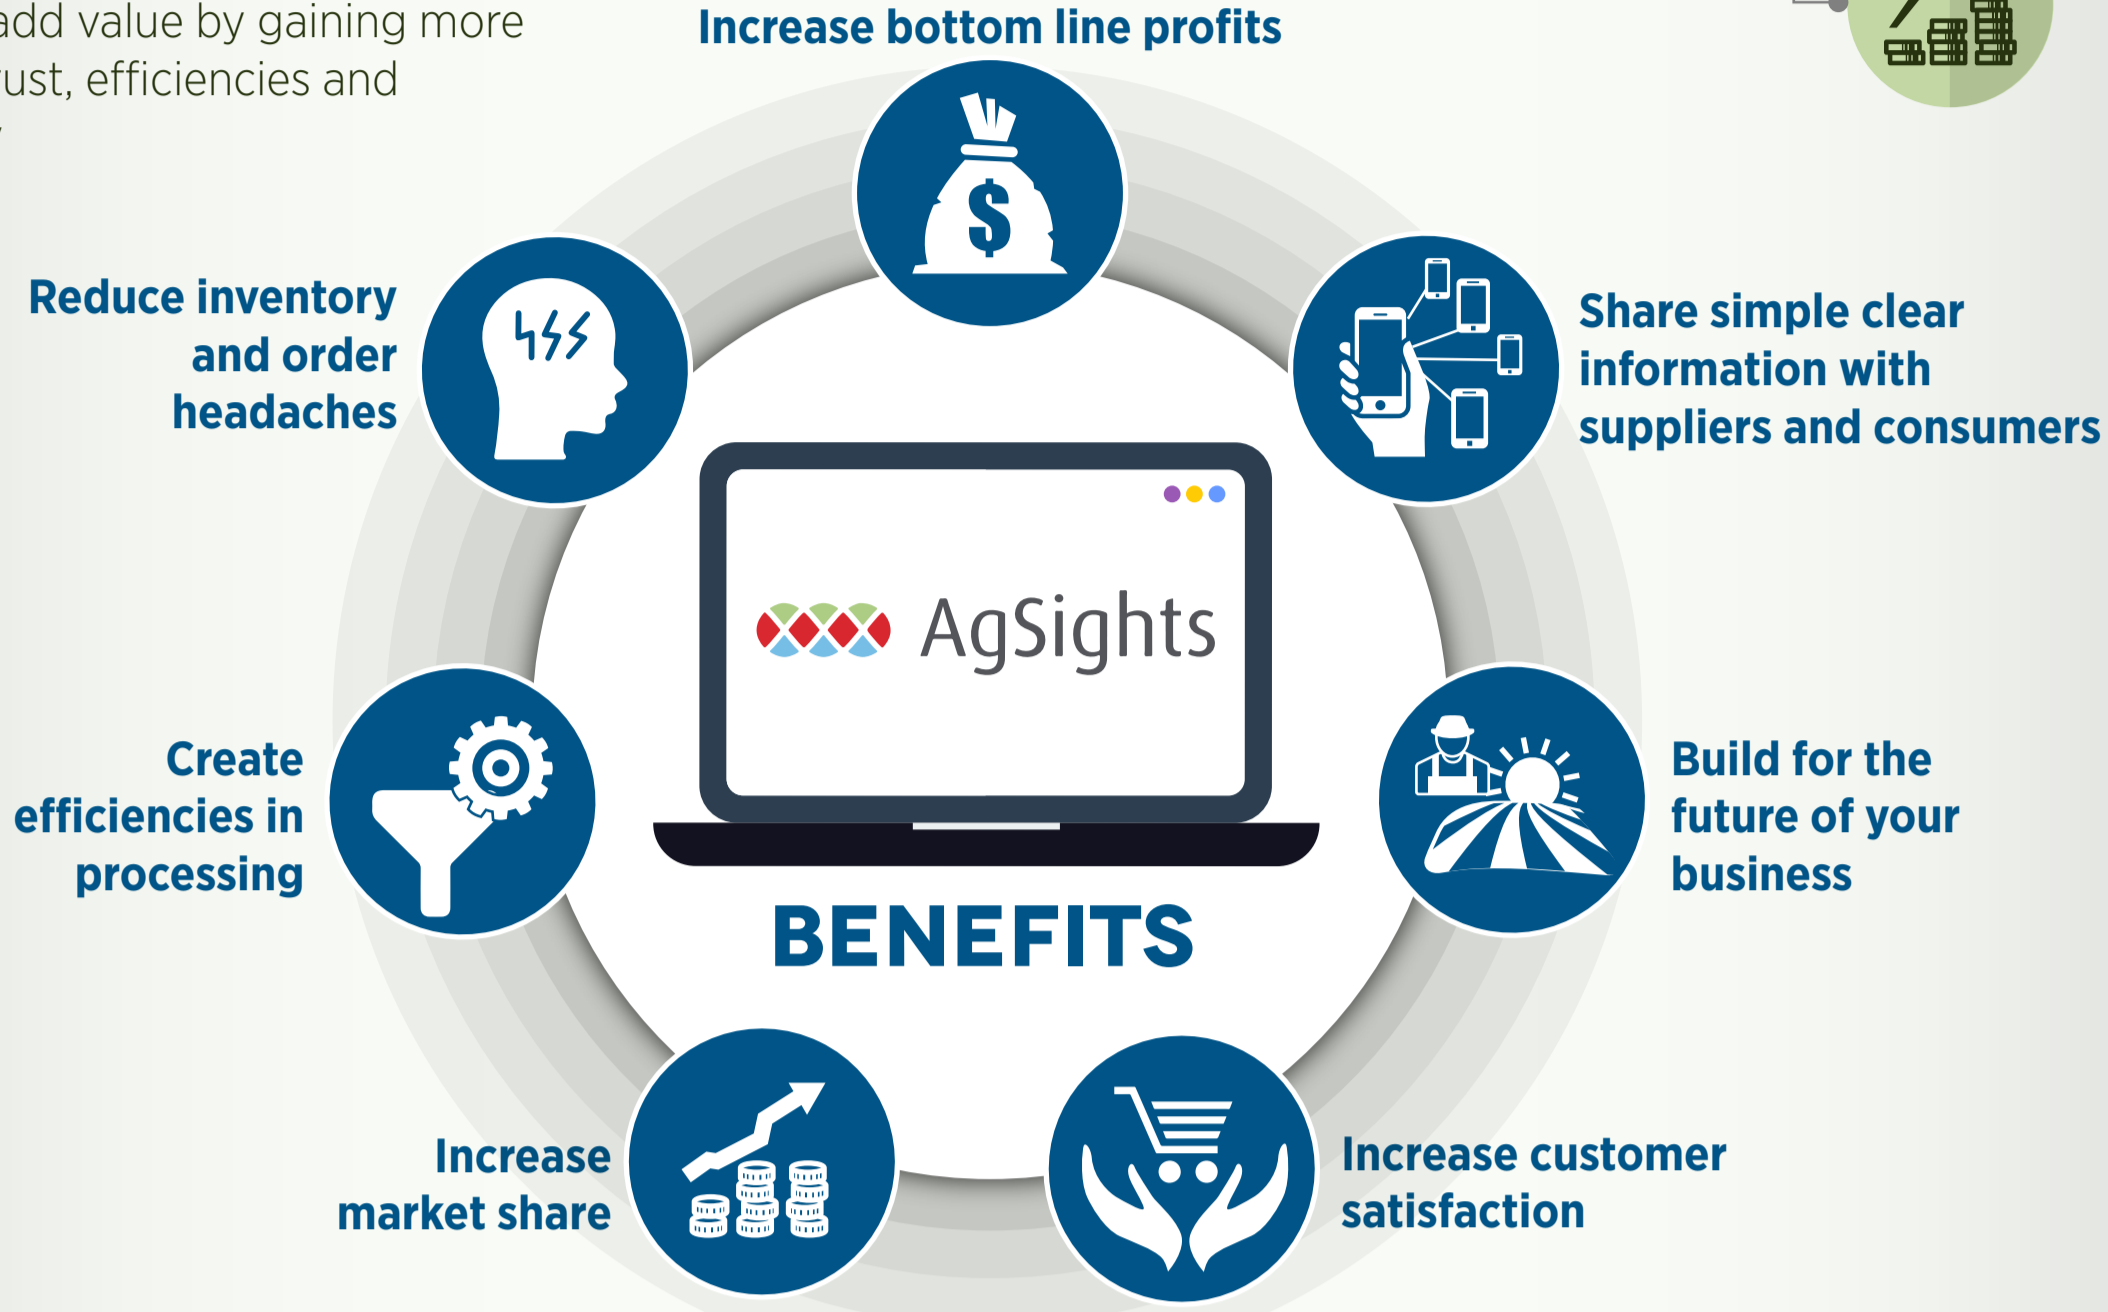 add value by gaining more
efficiencies and
Increase bottom line profits
Reduce inventory
and order
headaches
$
Share simple clear
information with
suppliers and consumers
AgSights
Create
efficiencies in
processing
Build for the
future of your
business
BENEFITS
Increase
market share
Increase customer
satisfaction